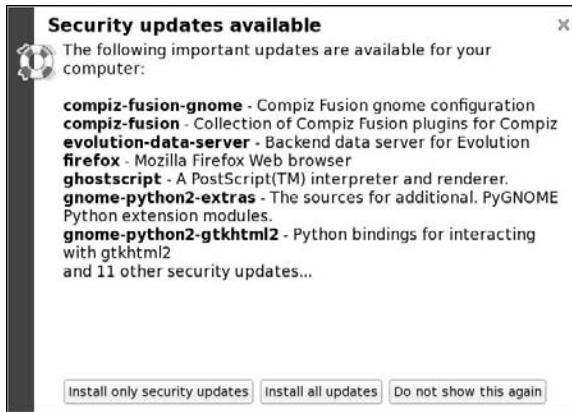 Security updates available
The following important updates are available for your
computer:
compiz-fusion-gnome - Compiz Fusion gnome configuration
compiz-fusion - Collection of Compiz Fusion plugins for Compiz
evolution-data-server - Backend data server for Evolution
firefox - Mozilla Firefox Web browser
ghostscript - A PostScript(TM) interpreter and renderer.
gnome-python2-extras - The sources for additional. PyGNOME
Python extension modules.
gnome-python2-gtkhtml2 - Python bindings for interacting
with gtkhtml2
and 11 other security updates...
Install only security updates Install all updates Do not show this again